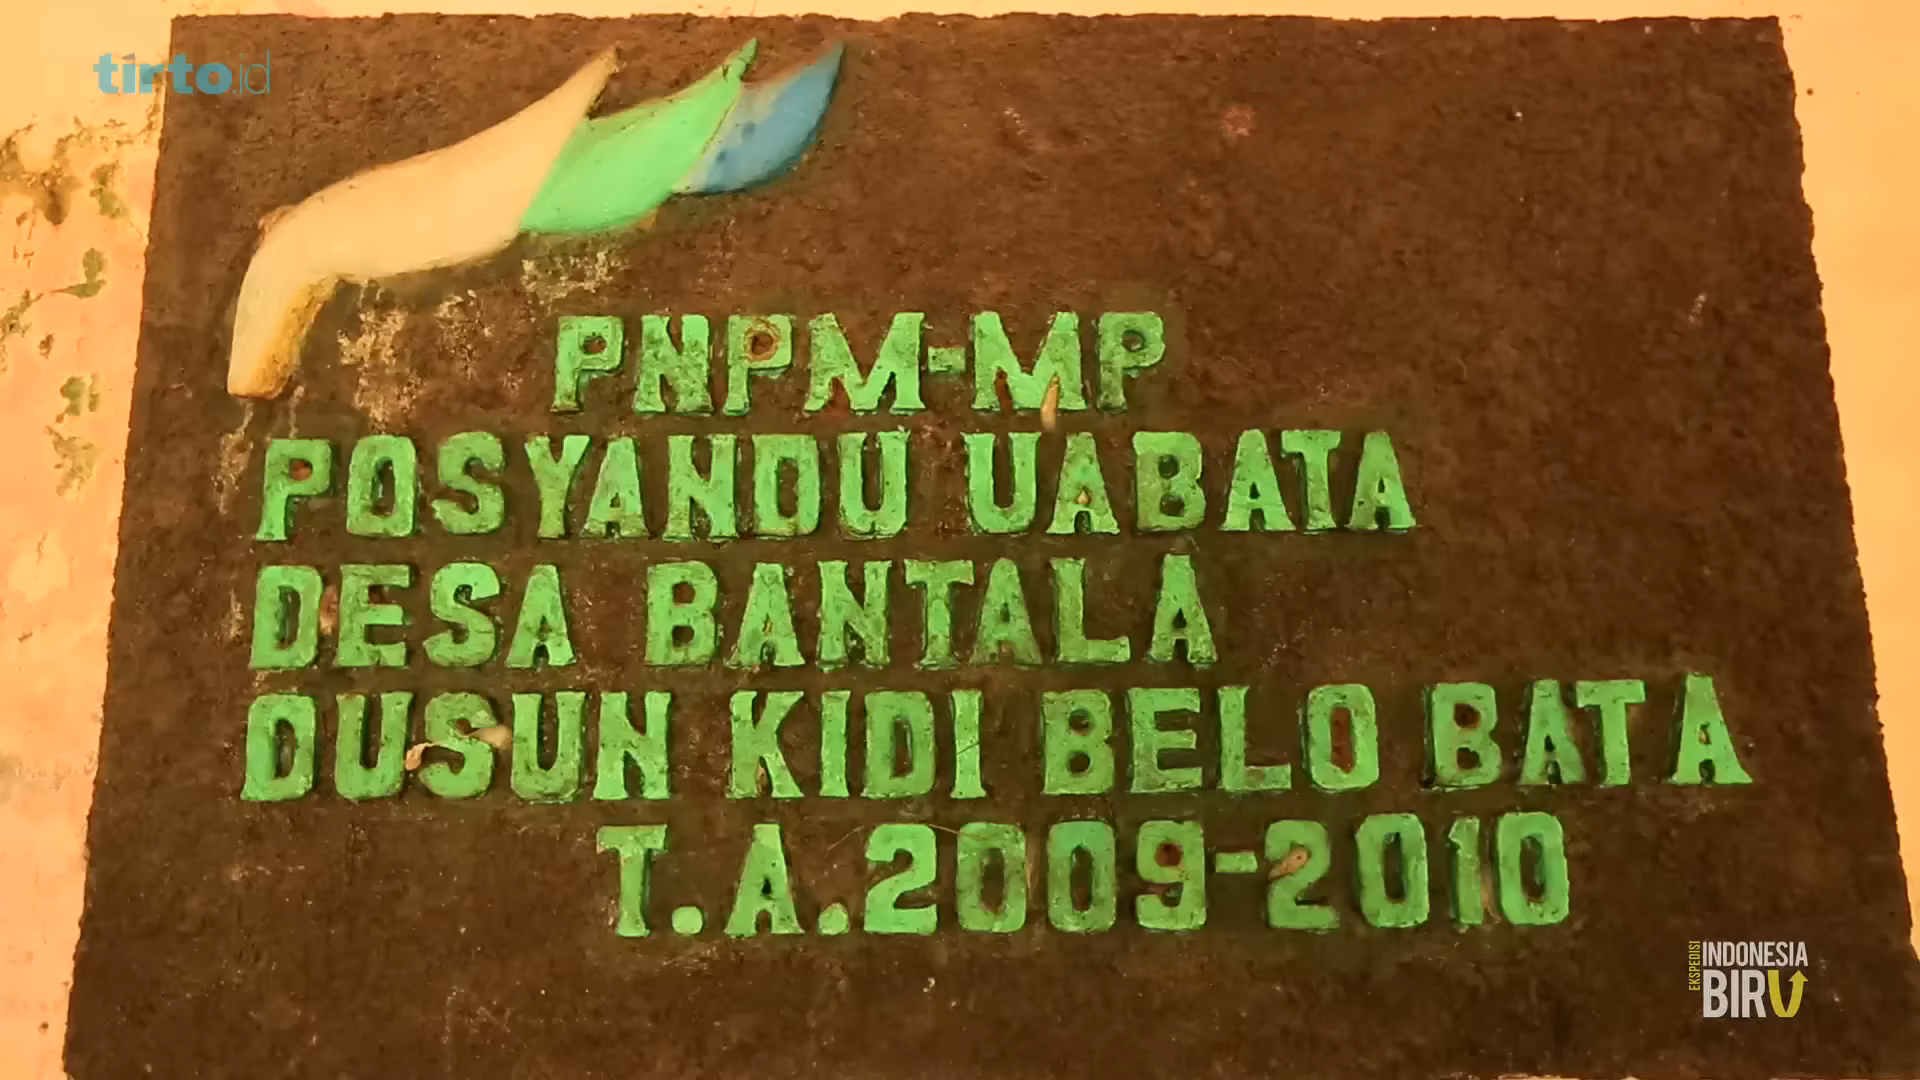 tirto.id
PNPM-MP
POSYANDU UABATA
DESA BANTALA
DUSUN KIDI BELO BATA
T.A.2009-2010
EKSPEDISI
INDONESIA
BIRU